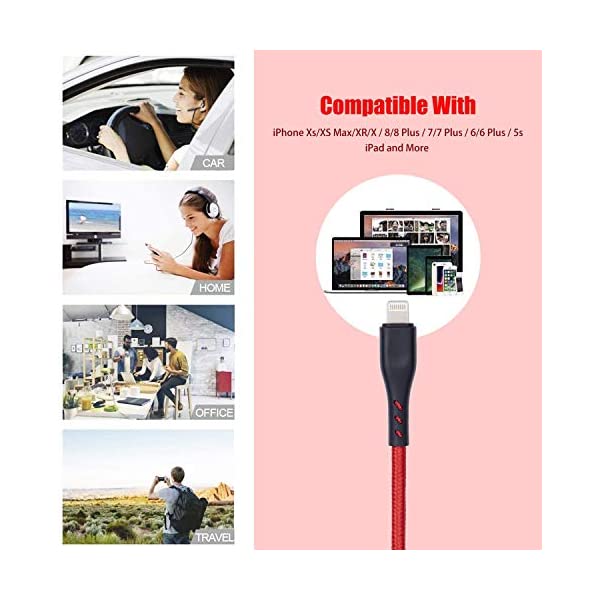 Compatible With
iPhone Xs/XS Max/XR/X / 8/8 Plus / 7/7 Plus / 6/6 Plus / 5s
iPad and More
CAR
HOME
OFFICE
TRAVEL